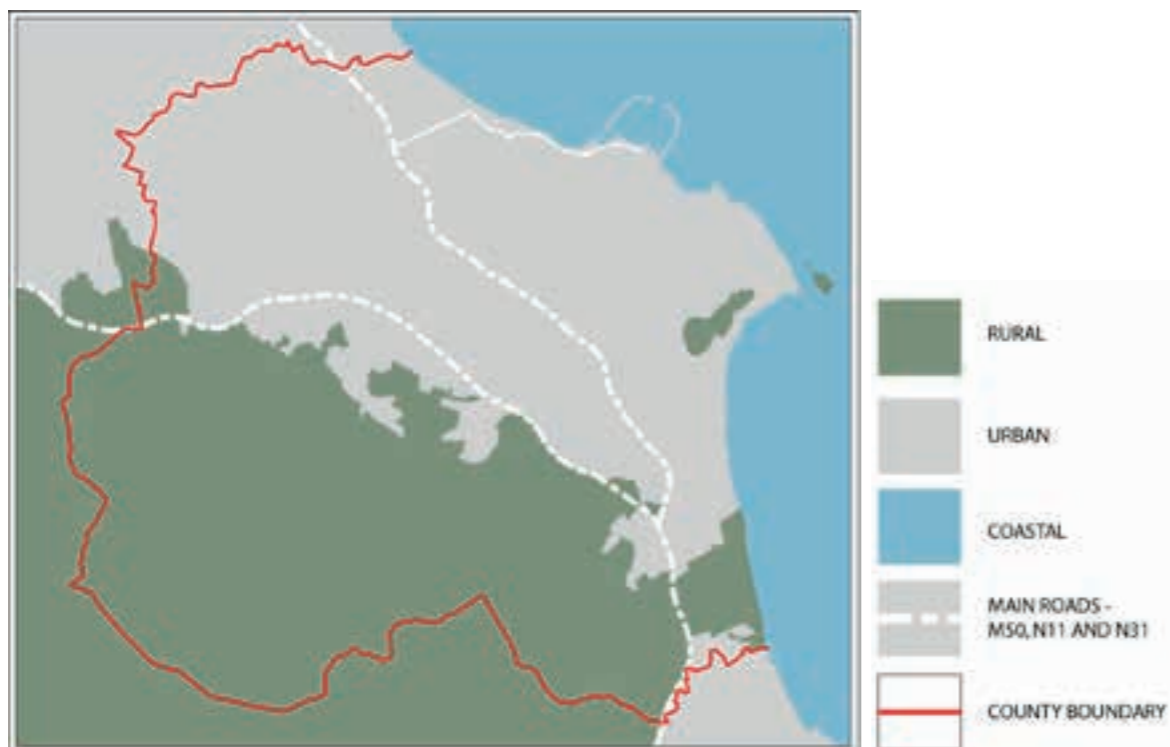 RURAL
URBAN
COASTAL
MAIN ROADS -
M50, N11 AND N31
COUNTY BOUNDARY